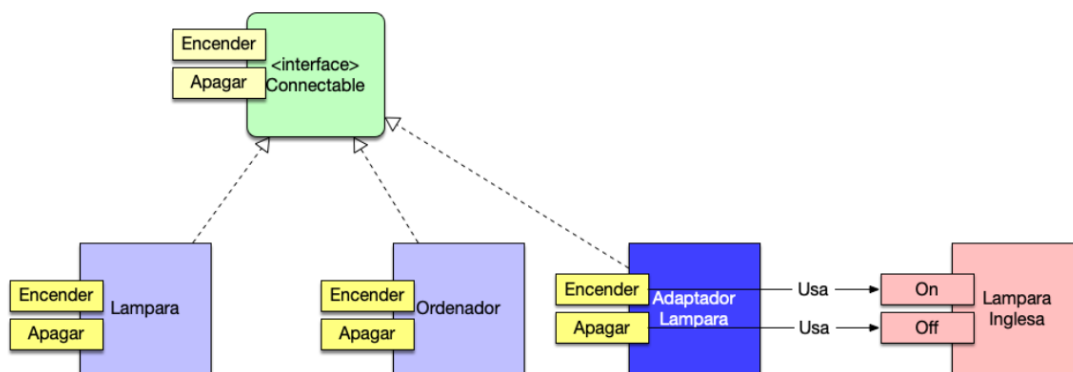 Encender
Apagar
<interface>
Connectable
Encender
Apagar
Lampara
Encender
Apagar
Ordenador
Encender
Apagar
Adaptador
Lampara
Usa
Usa
On
Off
Lampara
Inglesa